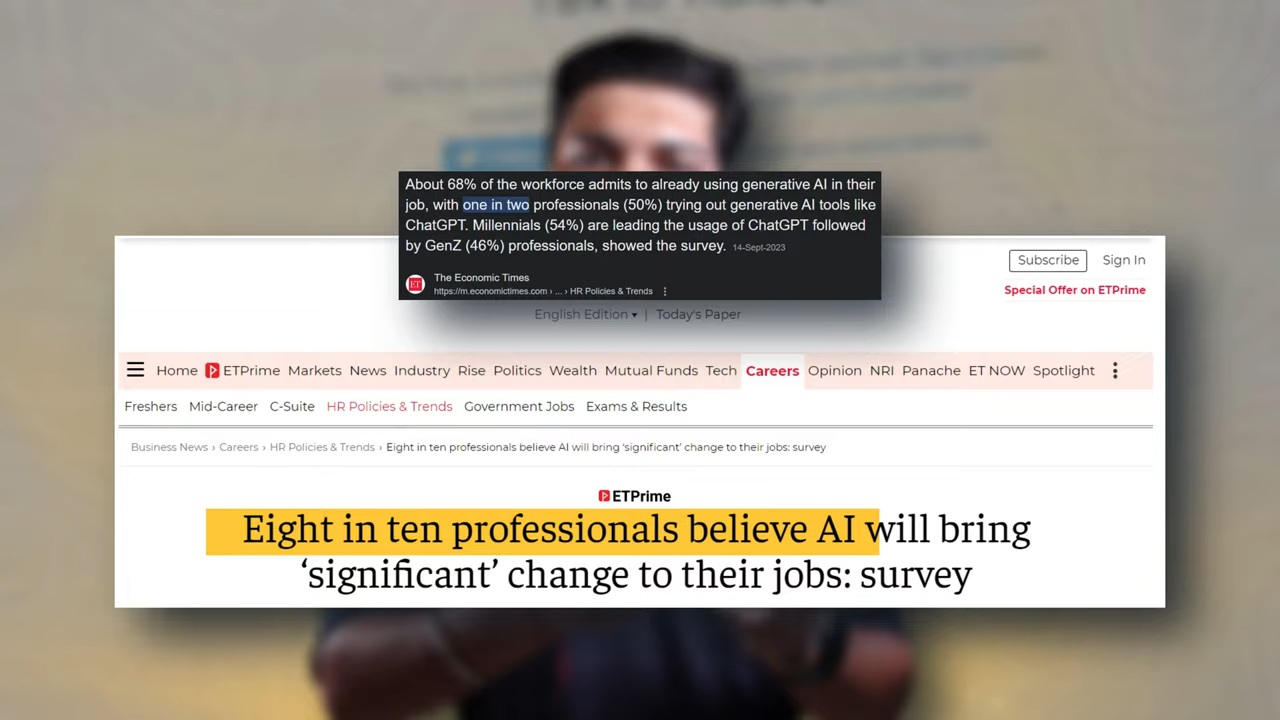 About 68% of the workforce admits to already using generative AI in their
job, with one in two professionals (50%) trying out generative AI tools like
ChatGPT. Millennials (54%) are leading the usage of ChatGPT followed
by GenZ (46%) professionals, showed the survey. 14-Sept-2023
ET The Economic Times
https://m.economictimes.com › ... › HR Policies & Trends
Subscribe Sign In
Special Offer on ETPrime
English Edition | Today's Paper
Home ETPrime Markets News Industry Rise Politics Wealth Mutual Funds Tech Careers Opinion NRI Panache ET NOW Spotlight
Freshers Mid-Career C-Suite HR Policies & Trends Government Jobs Exams & Results
Business News › Careers › HR Policies & Trends › Eight in ten professionals believe AI will bring ‘significant’ change to their jobs: survey
ETPrime
Eight in ten professionals believe AI will bring
‘significant’ change to their jobs: survey